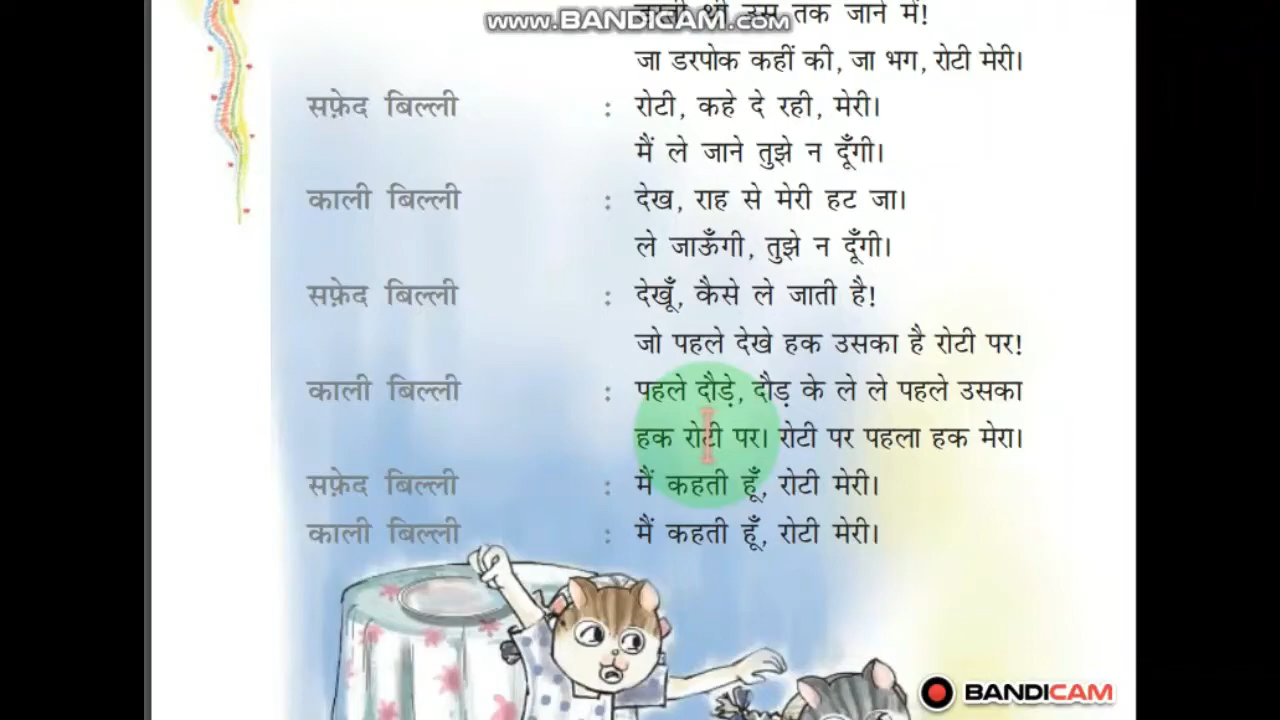 www.BANDICAM.com
तक जाने में!
जा डरपोक कहीं की, जा भग, रोटी मेरी।
सफ़ेद बिल्ली : रोटी, कहे दे रही, मेरी।
मैं ले जाने तुझे न दूँगी।
काली बिल्ली : देख, राह से मेरी हट जा।
ले जाऊँगी, तुझे न दूँगी।
सफ़ेद बिल्ली : देखूँ, कैसे ले जाती है!
जो पहले देखे हक उसका है रोटी पर!
काली बिल्ली : पहले दौड़े, दौड़ के ले ले पहले उसका
हक रोटी पर। रोटी पर पहला हक मेरा।
सफ़ेद बिल्ली : मैं कहती हूँ, रोटी मेरी।
काली बिल्ली : मैं कहती हूँ, रोटी मेरी।
BANDICAM